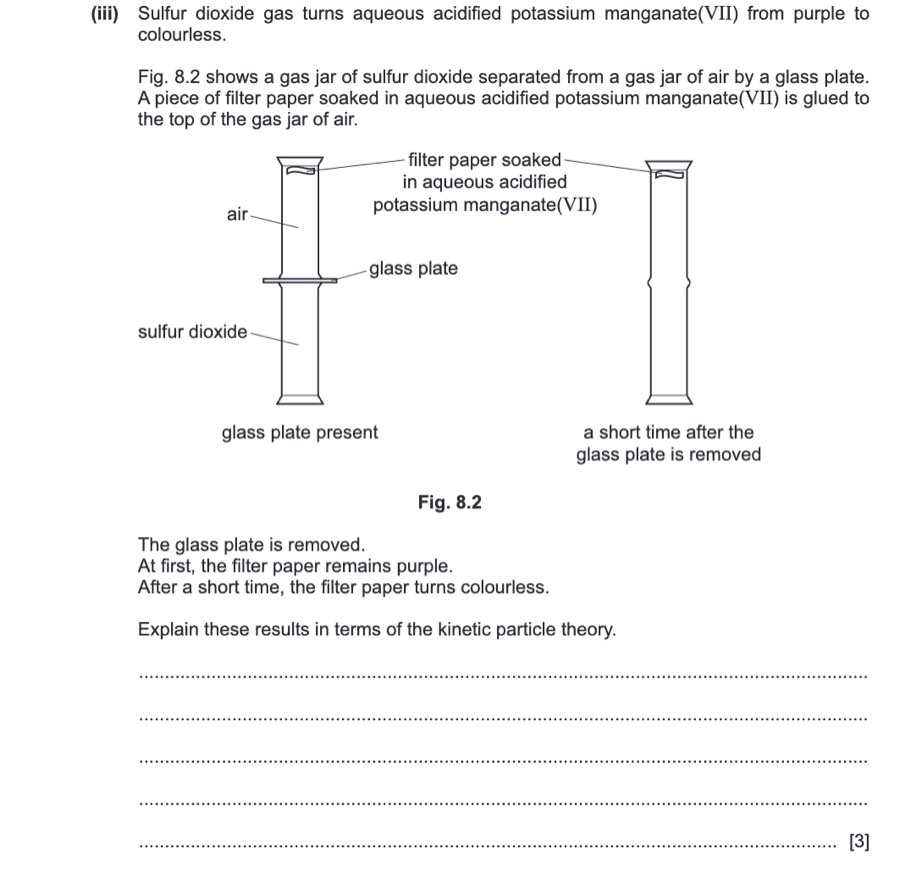 (iii) Sulfur dioxide gas turns aqueous acidified potassium manganate(VII) from purple to
colourless.
Fig. 8.2 shows a gas jar of sulfur dioxide separated from a gas jar of air by a glass plate.
A piece of filter paper soaked in aqueous acidified potassium manganate(VII) is glued to
the top of the gas jar of air.
filter paper soaked
in aqueous acidified
potassium manganate(VII)
air
glass plate
sulfur dioxide
glass plate present
a short time after the
glass plate is removed
Fig. 8.2
The glass plate is removed.
At first, the filter paper remains purple.
After a short time, the filter paper turns colourless.
Explain these results in terms of the kinetic particle theory.
[3]